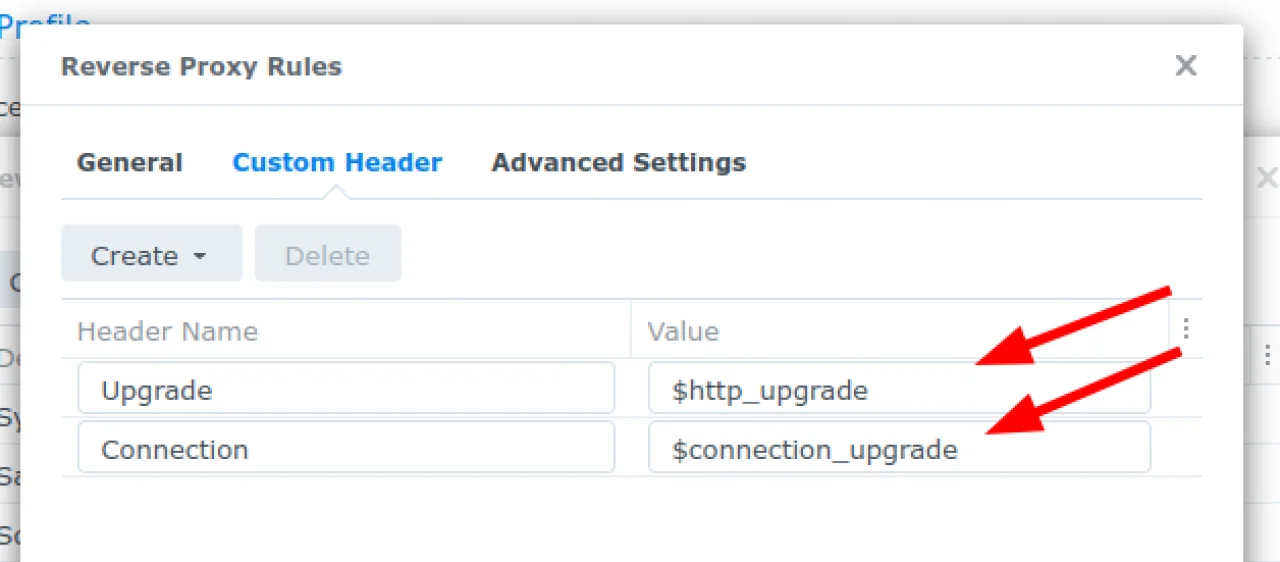 Profile
Reverse Proxy Rules
General Custom Header Advanced Settings
Create Delete
Header Name Value
Upgrade $http_upgrade
Connection $connection_upgrade